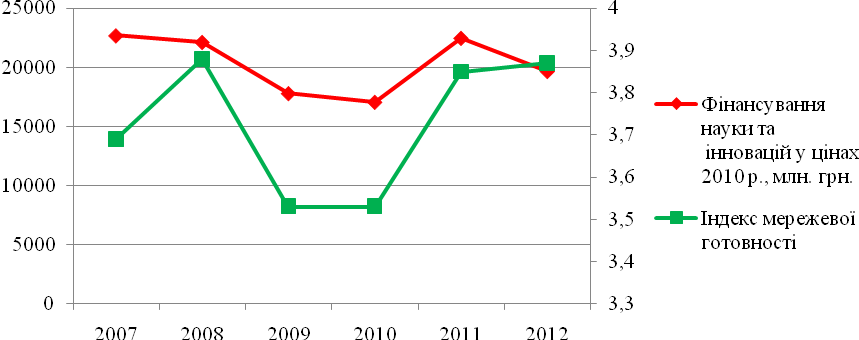 25000
20000
15000
10000
5000
0
4
3,9
3,8
3,7
3,6
3,5
3,4
3,3
2007 2008 2009 2010 2011 2012
Фінансування
науки та
інновацій у цінах
2010 р., млн. грн.
Індекс мережевої
готовності